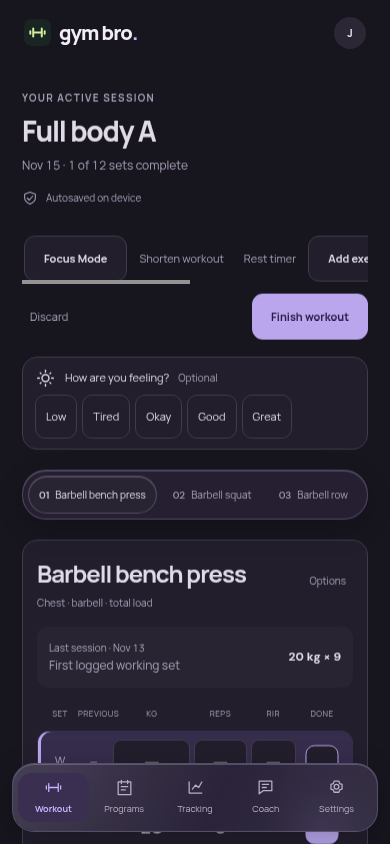 gym bro.
J
YOUR ACTIVE SESSION
Full body A
Nov 15 · 1 of 12 sets complete
Autosaved on device
Focus Mode Shorten workout Rest timer Add exe
Discard Finish workout
How are you feeling? Optional
Low Tired Okay Good Great
01 Barbell bench press 02 Barbell squat 03 Barbell row
Barbell bench press
Options
Chest · barbell · total load
Last session · Nov 13
First logged working set
20 kg × 9
SET PREVIOUS KG REPS RIR DONE
W – — — —
Workout Programs Tracking Coach Settings